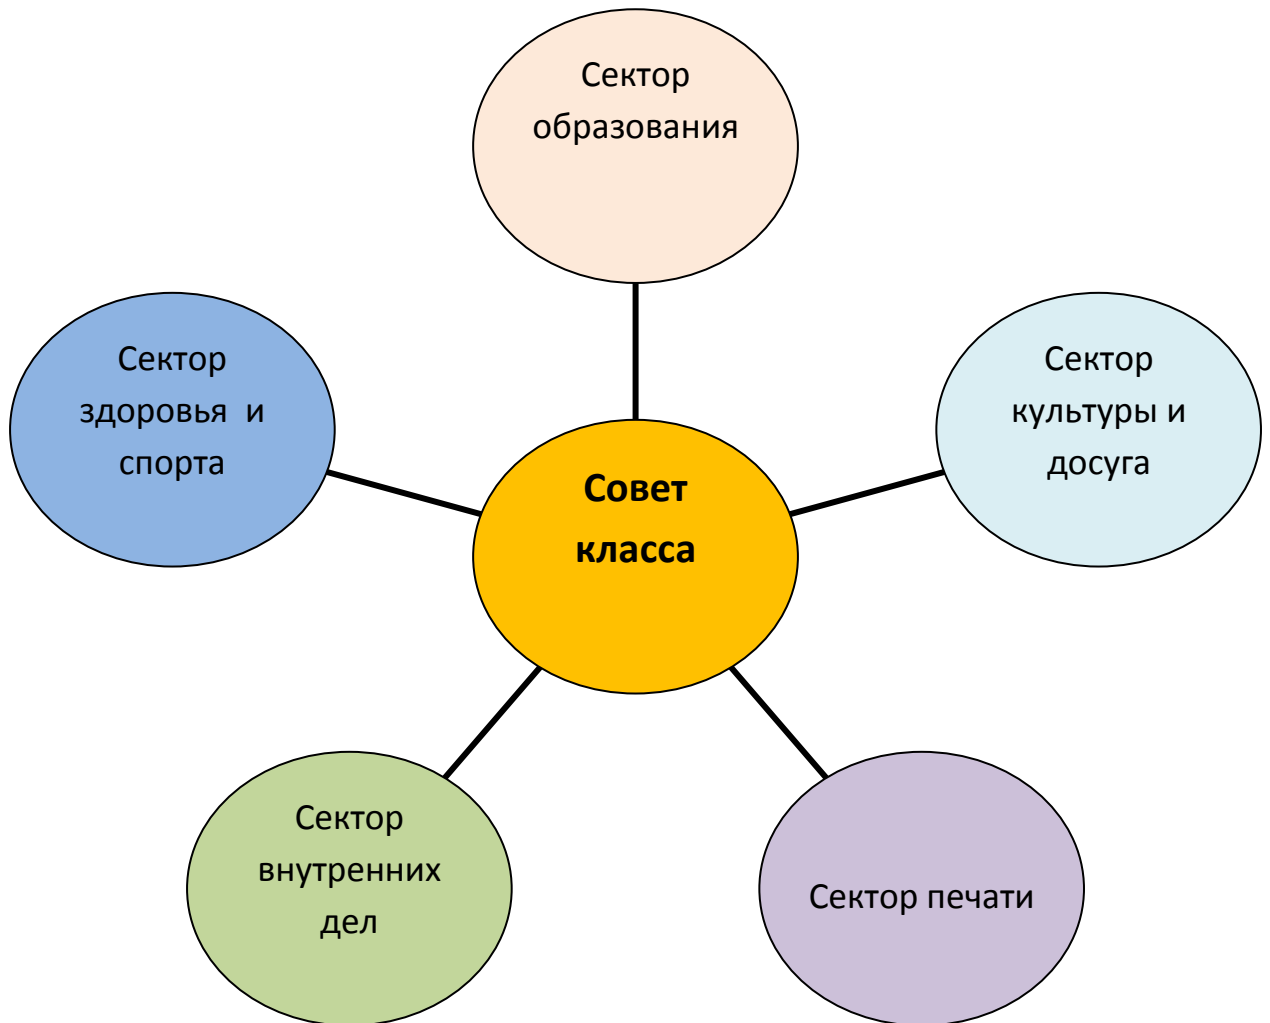 Сектор
образования
Сектор
здоровья  и
спорта
Сектор
культуры и
досуга
Совет
класса
Сектор
внутренних
дел
Сектор печати